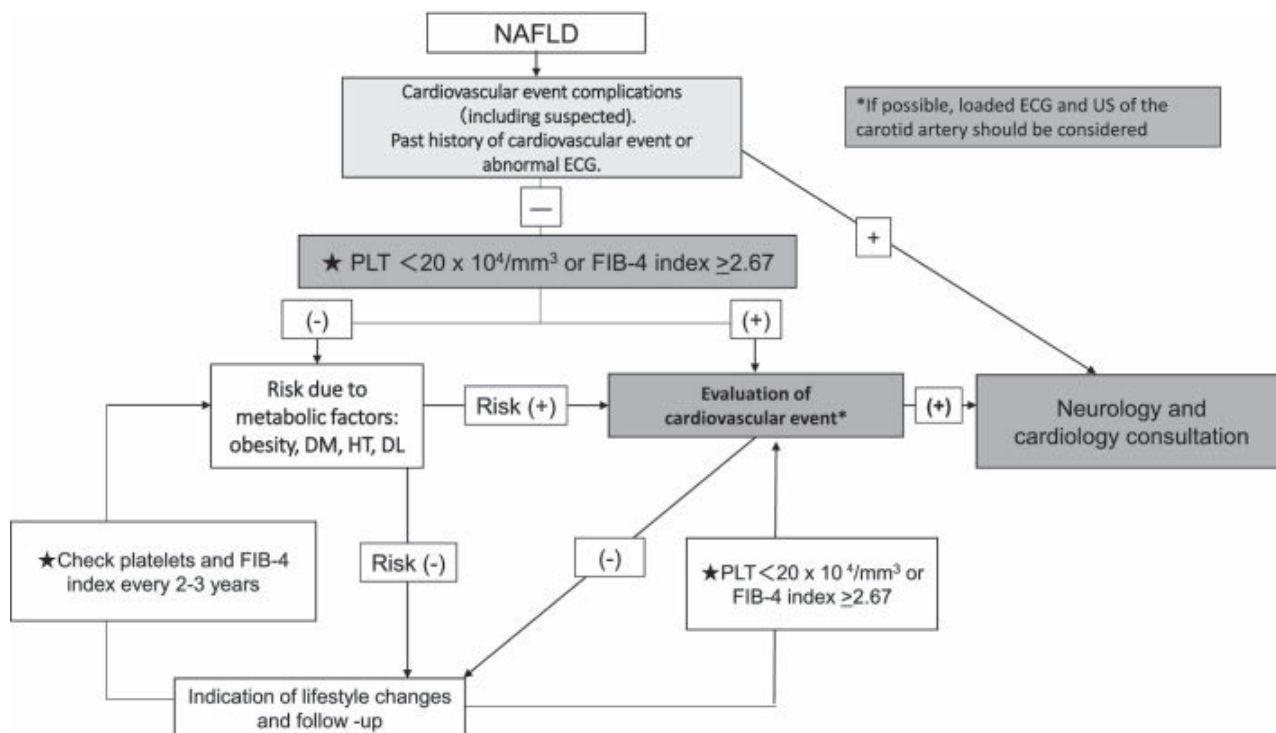 NAFLD
Cardiovascular event complications
(including suspected).
Past history of cardiovascular event or
abnormal ECG.
*If possible, loaded ECG and US of the
carotid artery should be considered
—
+
★ PLT <20 x 10⁴/mm³ or FIB-4 index ≥2.67
(-)
(+)
Risk due to
metabolic factors:
obesity, DM, HT, DL
Risk (+)
Evaluation of
cardiovascular event*
(+)
Neurology and
cardiology consultation
★Check platelets and FIB-4
index every 2-3 years
Risk (-)
(-)
★PLT<20 x 10⁴/mm³ or
FIB-4 index ≥2.67
Indication of lifestyle changes
and follow -up